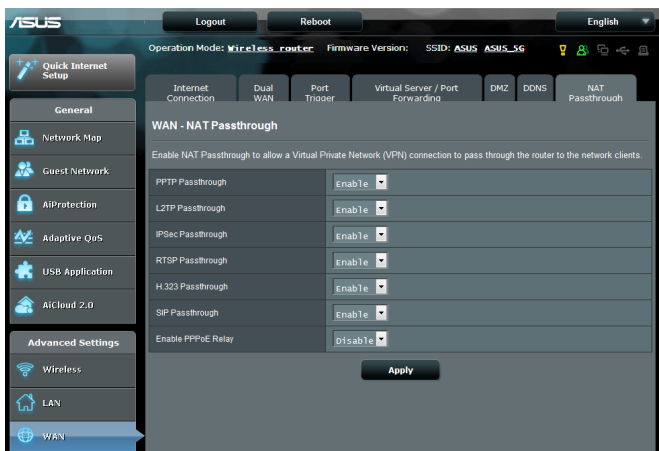 ASUS
Logout
Reboot
English
Operation Mode: Wireless router Firmware Version: SSID: ASUS ASUS_5G
Quick Internet
Setup
General
Network Map
Guest Network
AiProtection
Adaptive QoS
USB Application
AiCloud 2.0
Advanced Settings
Wireless
LAN
WAN
Internet
Connection
Dual
WAN
Port
Trigger
Virtual Server / Port
Forwarding
DMZ
DDNS
NAT
Passthrough
WAN - NAT Passthrough
Enable NAT Passthrough to allow a Virtual Private Network (VPN) connection to pass through the router to the network clients.
PPTP Passthrough Enable
L2TP Passthrough Enable
IPSec Passthrough Enable
RTSP Passthrough Enable
H.323 Passthrough Enable
SIP Passthrough Enable
Enable PPPoE Relay Disable
Apply